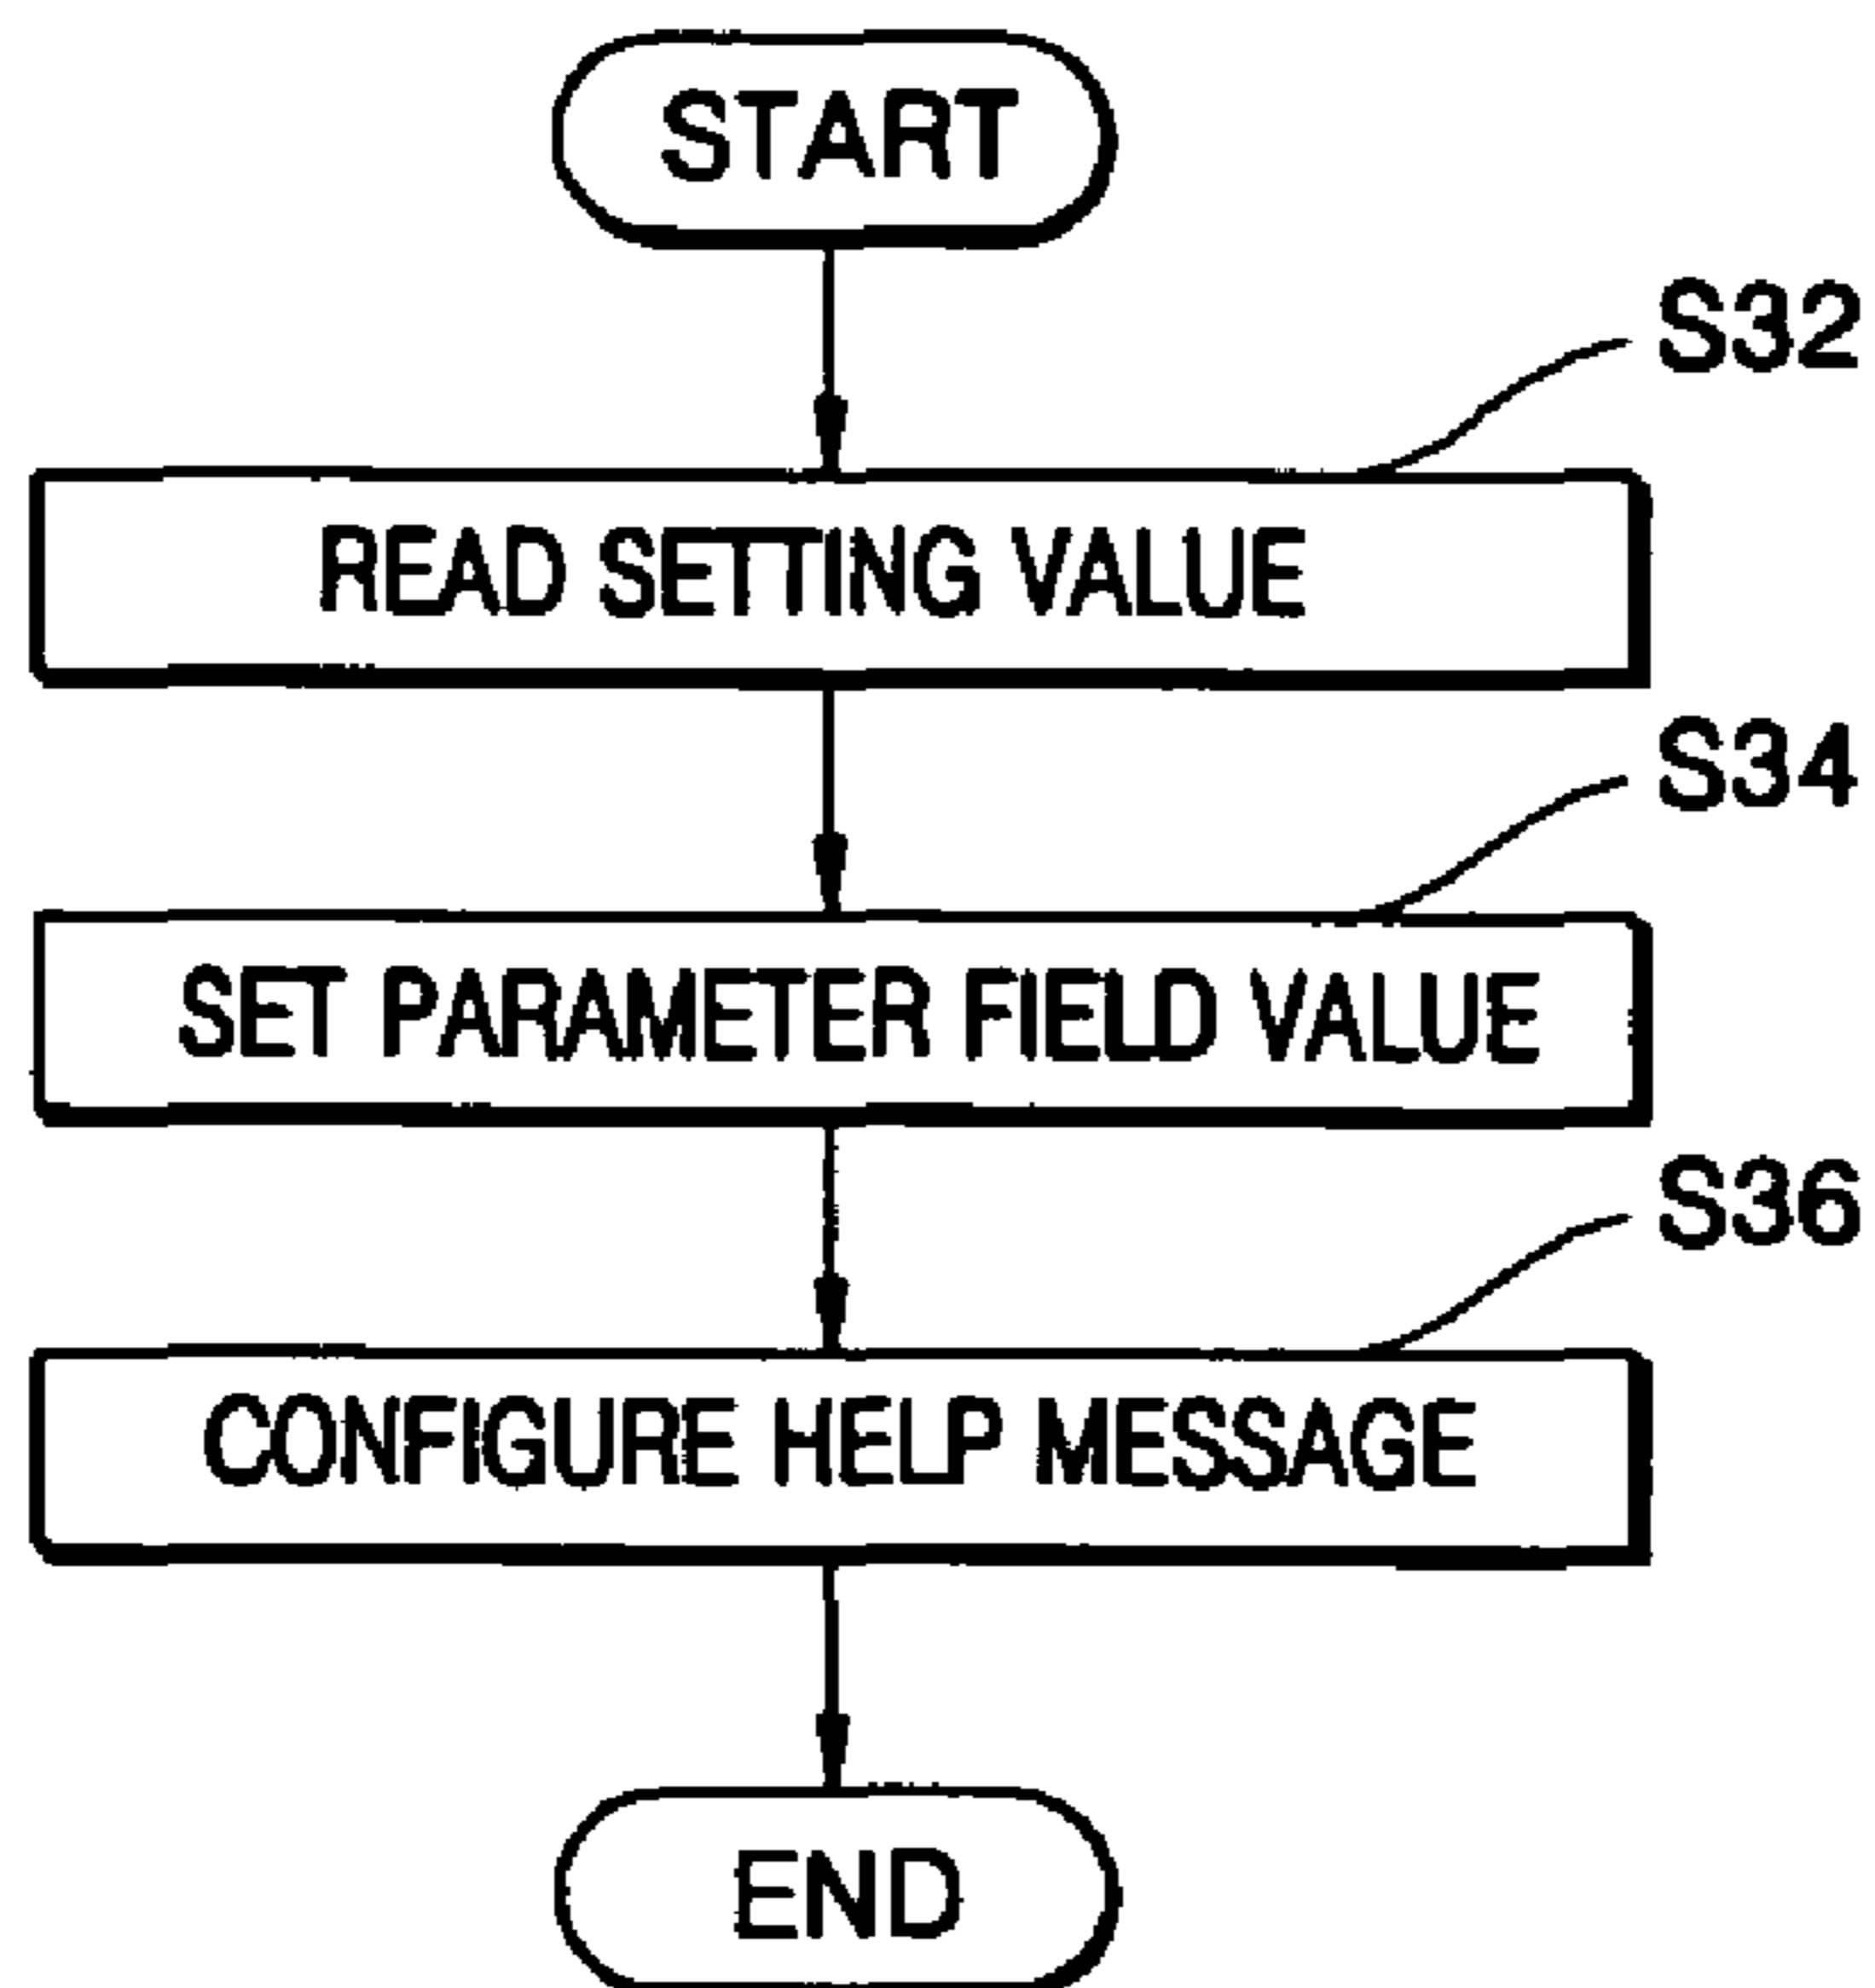 START
S32
READ SETTING VALUE
S34
SET PARAMETER FIELD VALUE
S36
CONFIGURE HELP MESSAGE
END